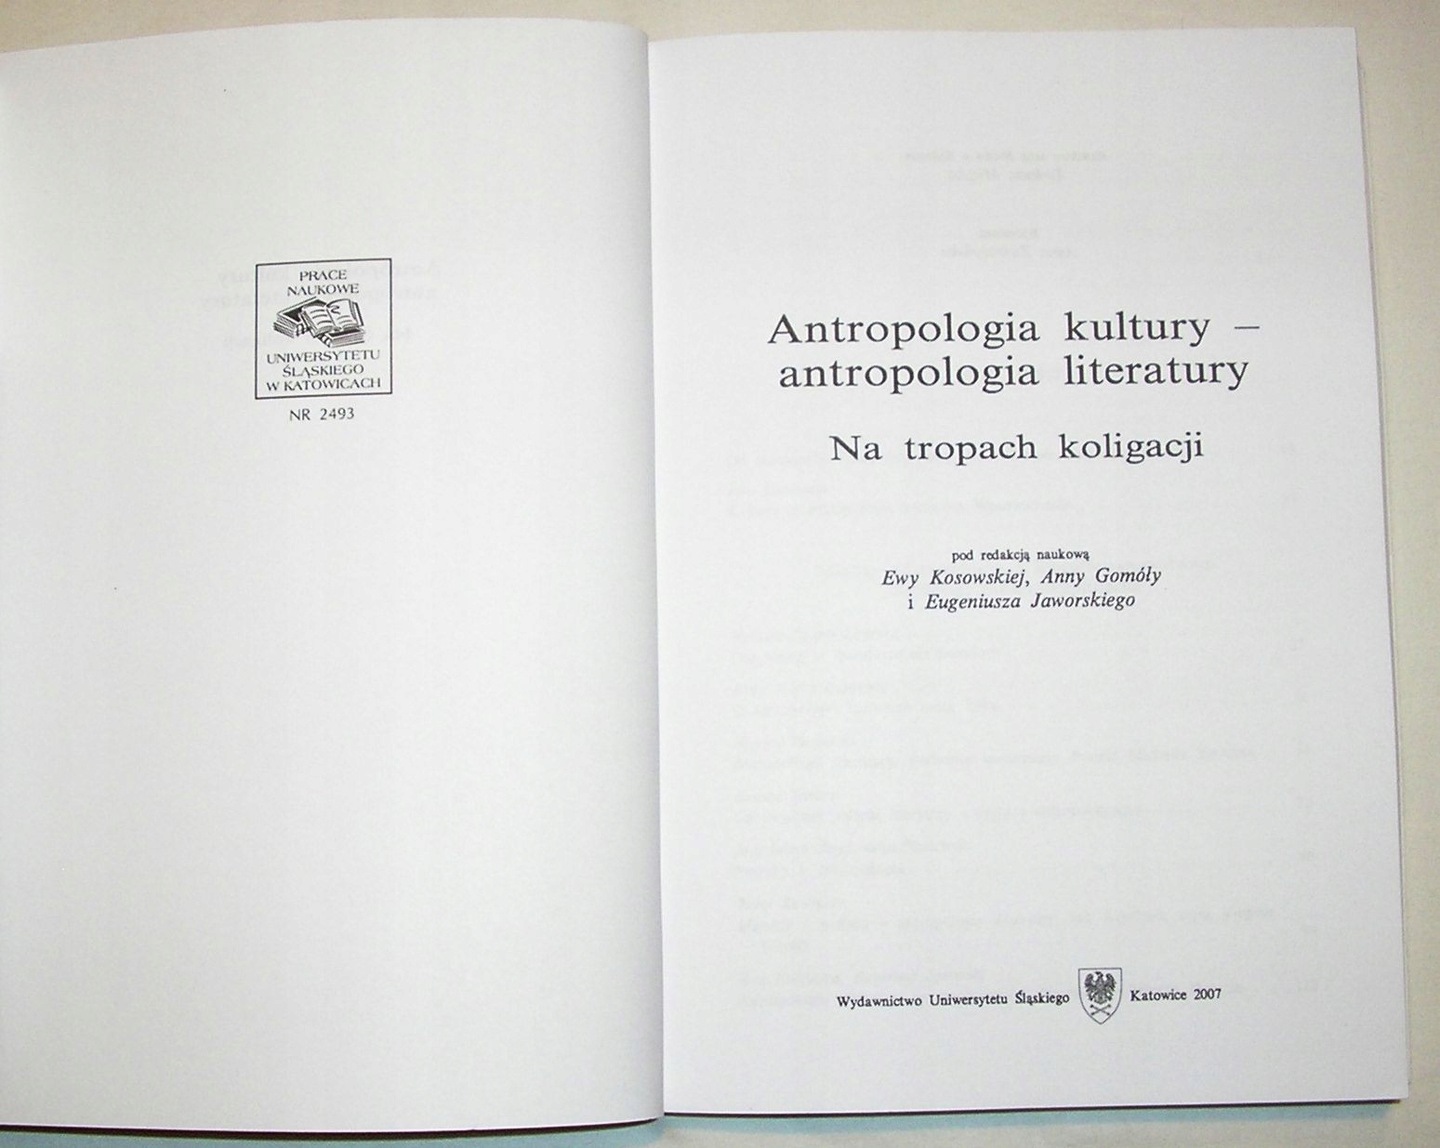 PRACE
NAUKOWE
UNIWERSYTETU
ŚLĄSKIEGO
W KATOWICACH
NR 2493
Antropologia kultury –
antropologia literatury
Na tropach koligacji
pod redakcją naukową
Ewy Kosowskiej, Anny Gomóły
i Eugeniusza Jaworskiego
Wydawnictwo Uniwersytetu Śląskiego Katowice 2007